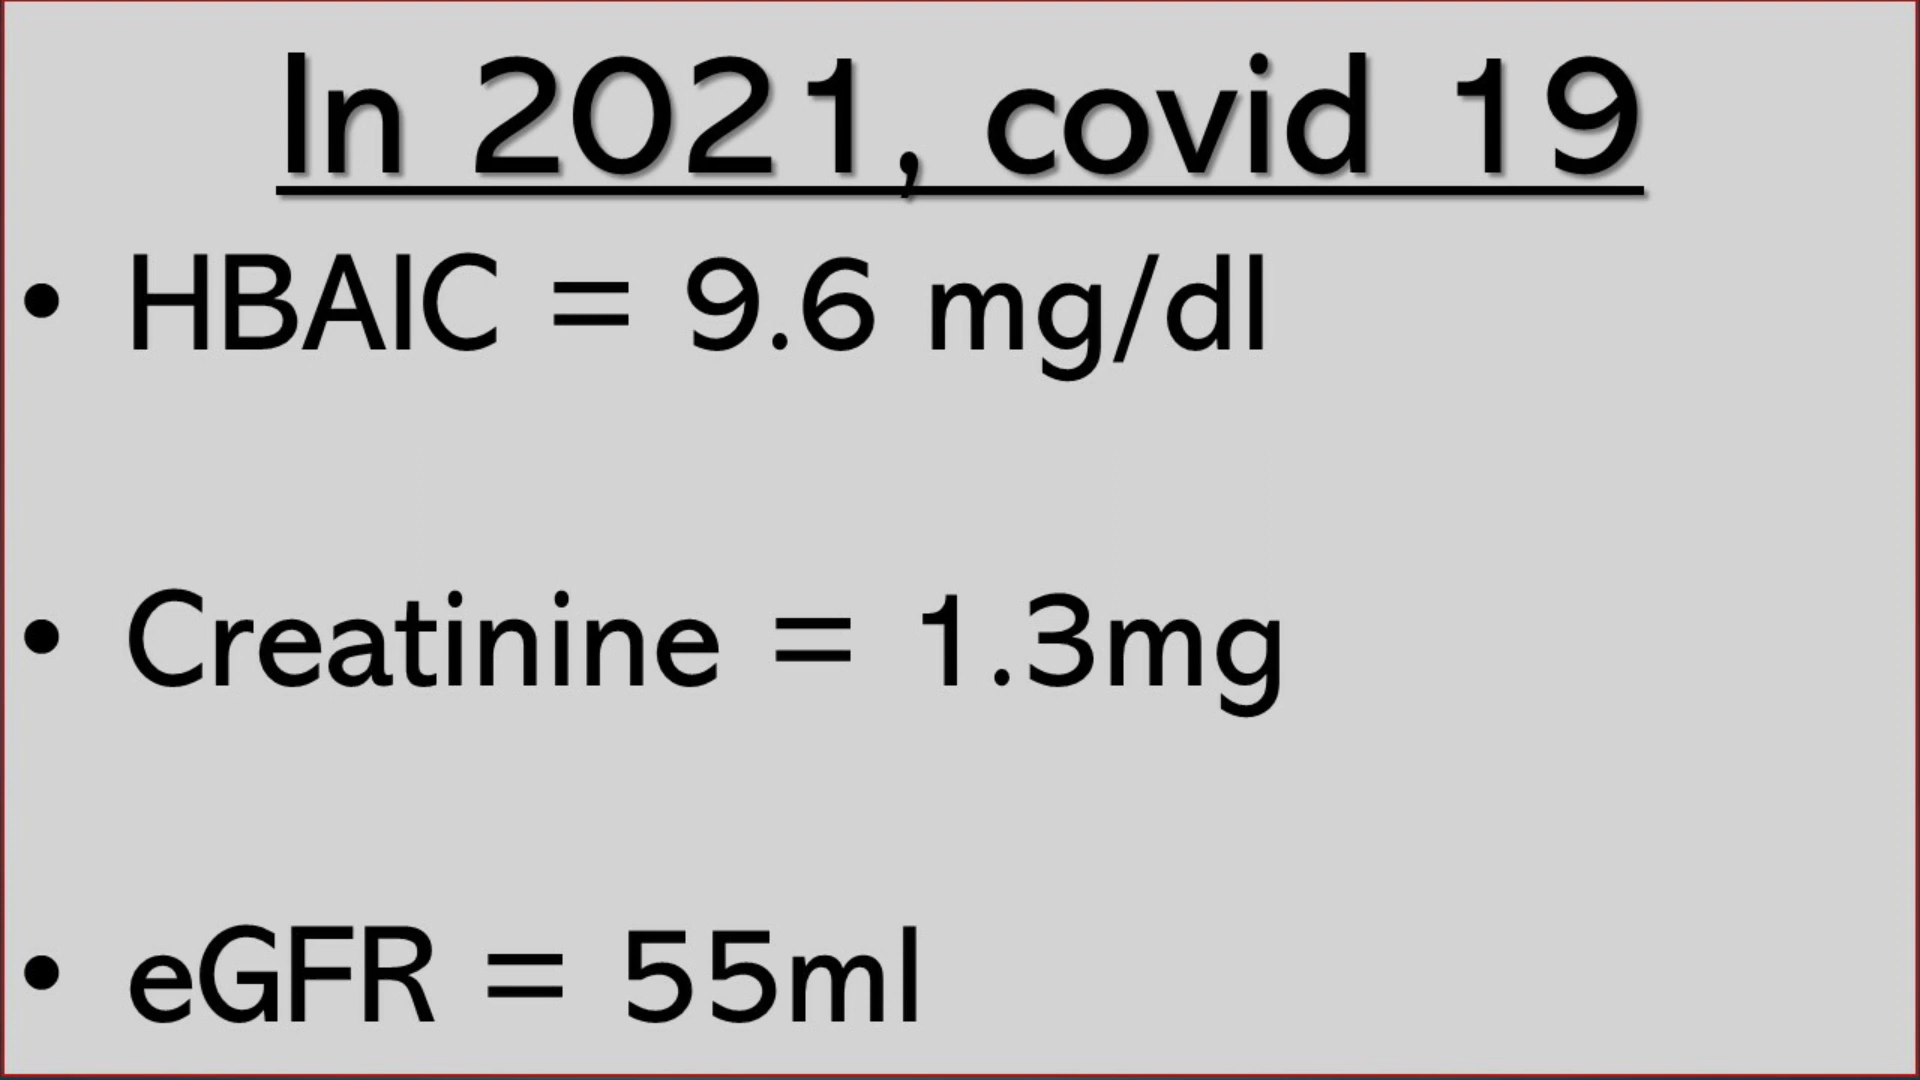 In 2021, covid 19
• HBAIC = 9.6 mg/dl
• Creatinine = 1.3mg
• eGFR = 55ml